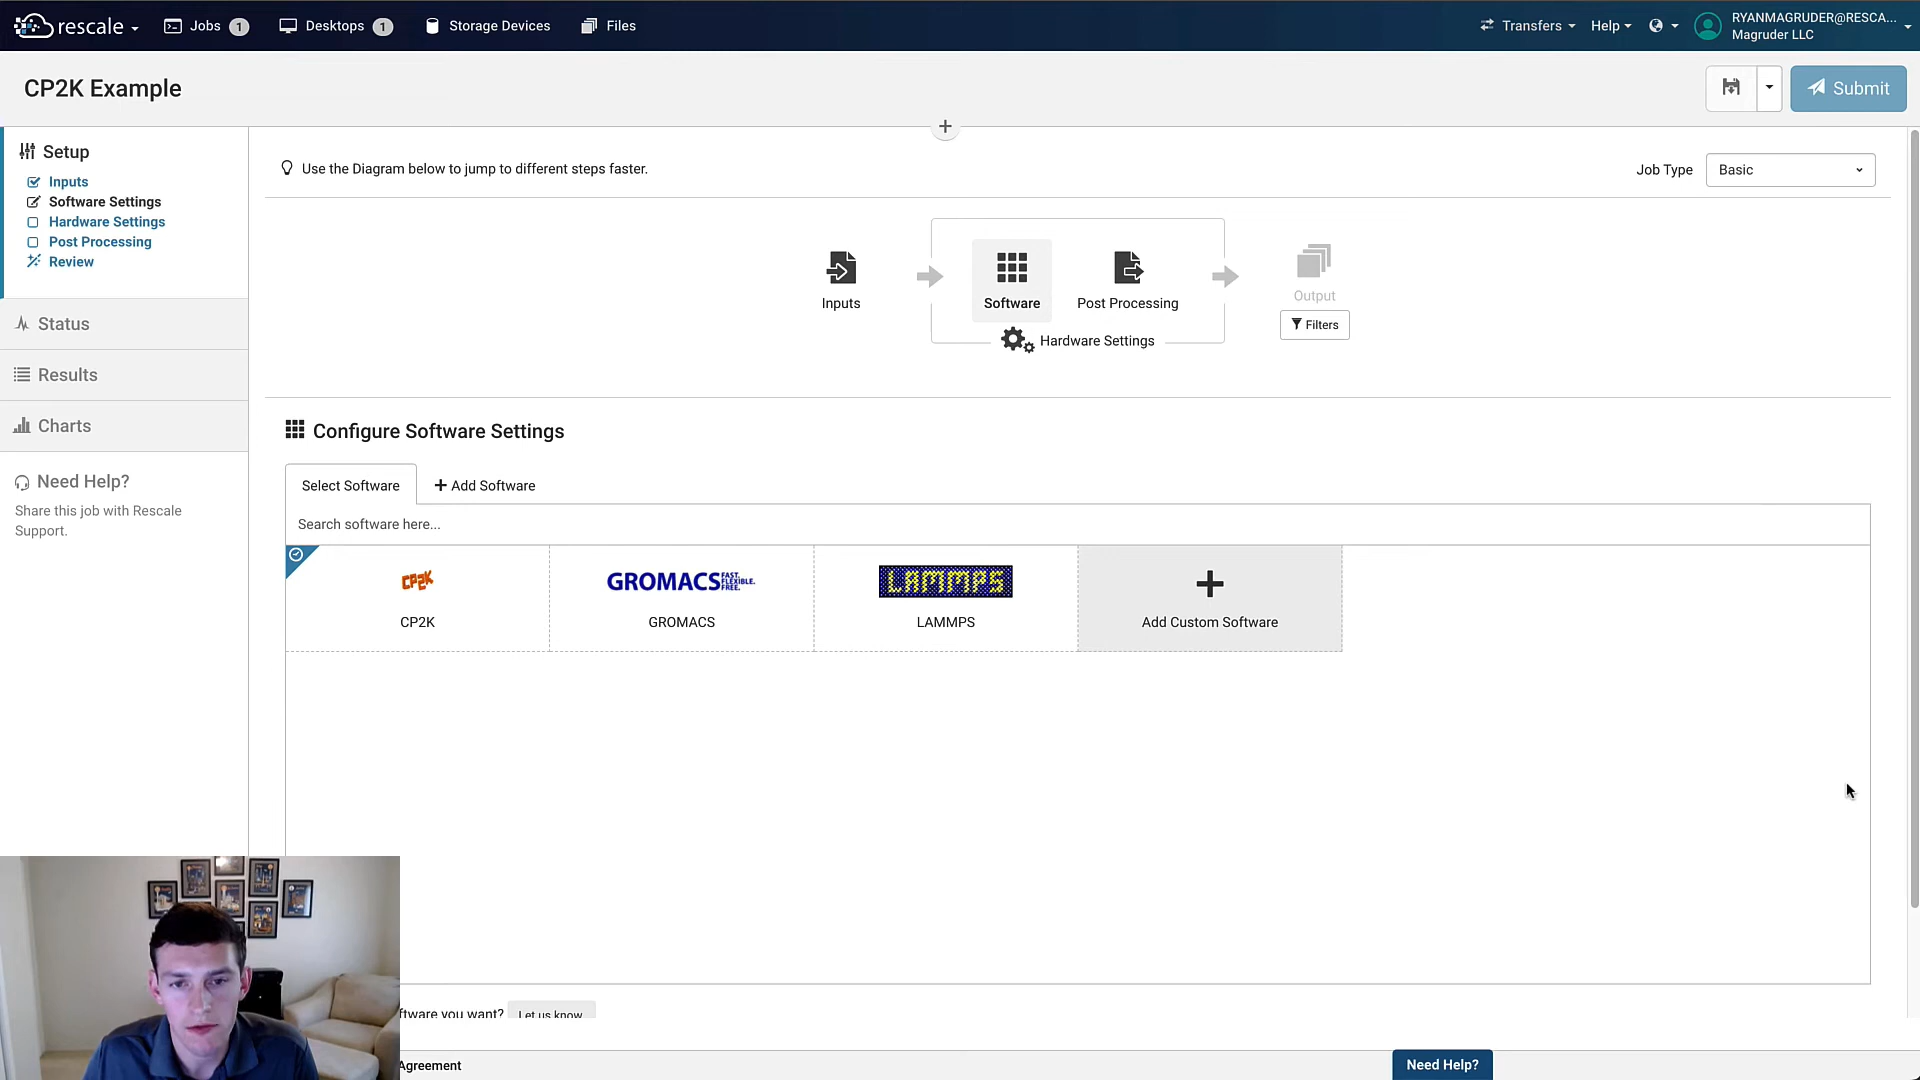 rescale
Jobs 1
Desktops 1
Storage Devices
Files
Transfers
Help
RYANMAGRUDER@RESCA...
Magruder LLC
CP2K Example
Submit
Setup
Inputs
Software Settings
Hardware Settings
Post Processing
Review
Status
Results
Charts
Need Help?
Share this job with Rescale
Support.
Use the Diagram below to jump to different steps faster.
Job Type
Basic
Inputs
Software
Post Processing
Hardware Settings
Output
Filters
Configure Software Settings
Select Software
Add Software
Search software here...
CP2K
CP2K
GROMACS FAST. FLEXIBLE. FREE.
GROMACS
LAMMPS
LAMMPS
Add Custom Software
ftware you want? Let us know
Agreement
Need Help?